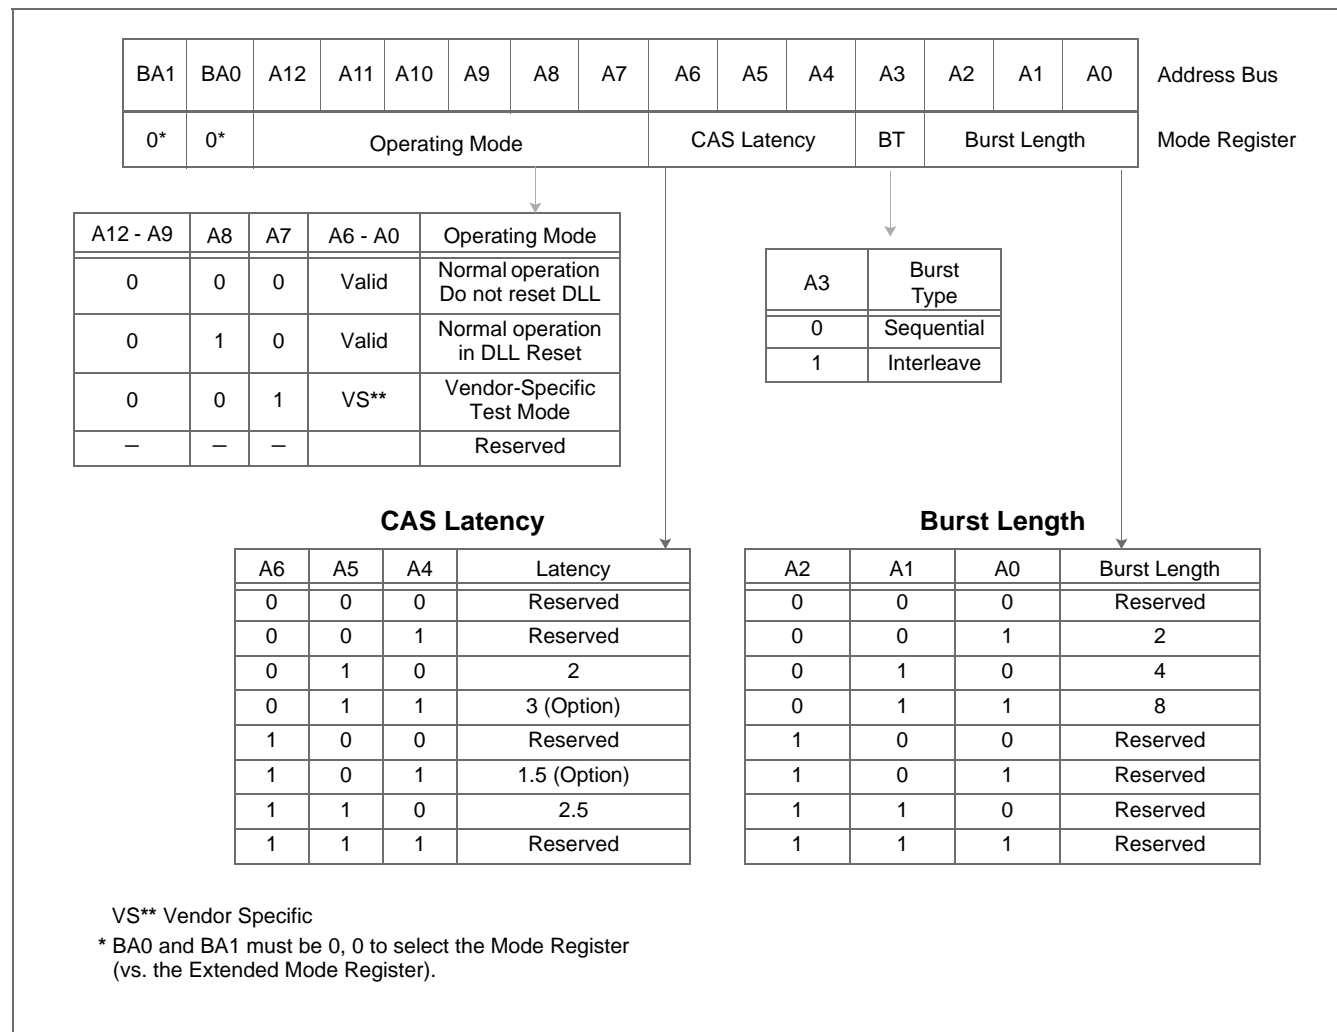 BA1 BA0 A12 A11 A10 A9 A8 A7 A6 A5 A4 A3 A2 A1 A0 Address Bus
0* 0* Operating Mode CAS Latency BT Burst Length Mode Register
A12 - A9 A8 A7 A6 - A0 Operating Mode
0 0 0 Valid Normal operation
Do not reset DLL
0 1 0 Valid Normal operation
in DLL Reset
0 0 1 VS** Vendor-Specific
Test Mode
– – – Reserved
A3 Burst
Type
0 Sequential
1 Interleave
CAS Latency
A6 A5 A4 Latency
0 0 0 Reserved
0 0 1 Reserved
0 1 0 2
0 1 1 3 (Option)
1 0 0 Reserved
1 0 1 1.5 (Option)
1 1 0 2.5
1 1 1 Reserved
Burst Length
A2 A1 A0 Burst Length
0 0 0 Reserved
0 0 1 2
0 1 0 4
0 1 1 8
1 0 0 Reserved
1 0 1 Reserved
1 1 0 Reserved
1 1 1 Reserved
VS** Vendor Specific
* BA0 and BA1 must be 0, 0 to select the Mode Register
(vs. the Extended Mode Register).